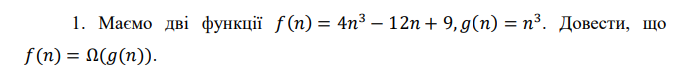 1. Маємо дві функції 𝑓(𝑛) = 4𝑛³ − 12𝑛 + 9, 𝑔(𝑛) = 𝑛³. Довести, що
𝑓(𝑛) = Ω(𝑔(𝑛)).